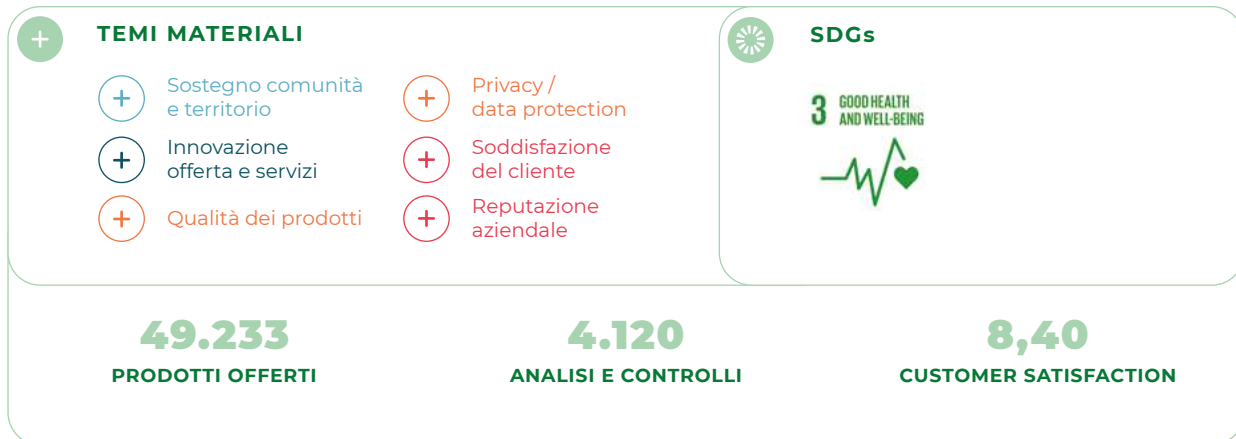 TEMI MATERIALI
Sostegno comunità
e territorio
Innovazione
offerta e servizi
Qualità dei prodotti
Privacy /
data protection
Soddisfazione
del cliente
Reputazione
aziendale
SDGs
3 GOOD HEALTH
AND WELL-BEING
49.233
PRODOTTI OFFERTI
4.120
ANALISI E CONTROLLI
8,40
CUSTOMER SATISFACTION